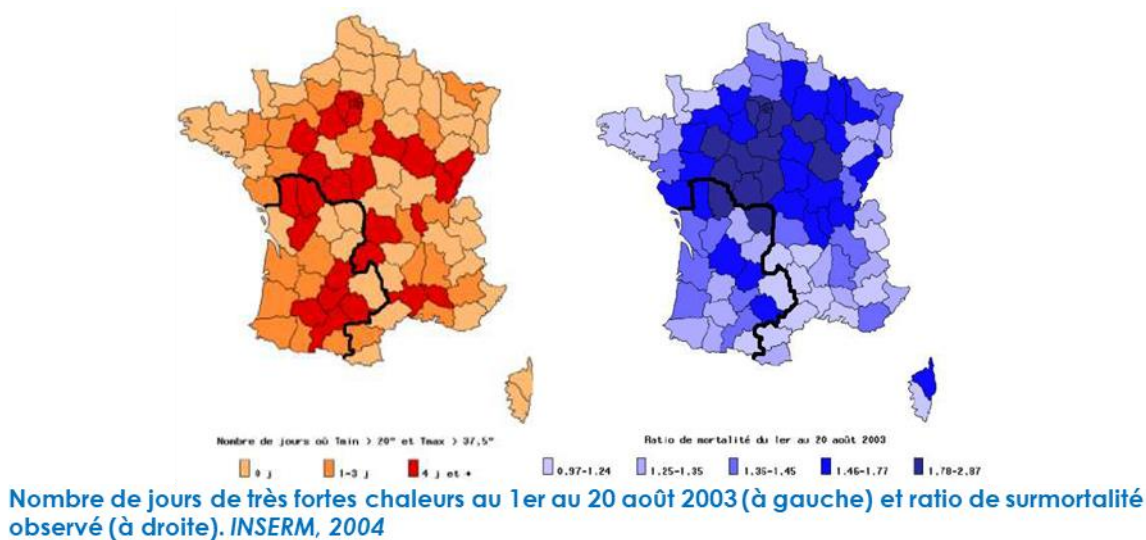 Nombre de jours où Tmin > 20° et Tmax > 37,5°
0 j
1-3 j
4 j et +
Ratio de mortalité du 1er au 20 août 2003
0.97-1.24
1.25-1.35
1.36-1.45
1.46-1.77
1.78-2.87
Nombre de jours de très fortes chaleurs au 1er au 20 août 2003 (à gauche) et ratio de surmortalité
observé (à droite). INSERM, 2004